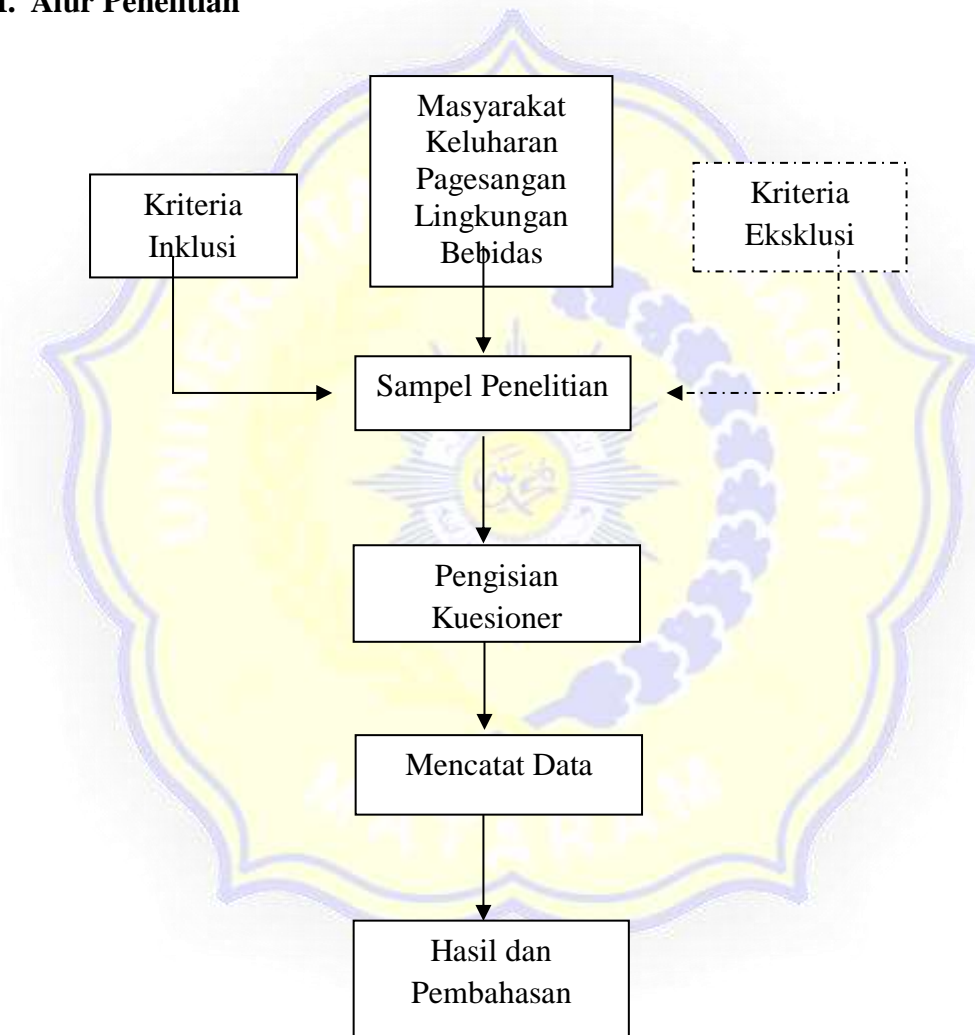 Alur Penelitian
Masyarakat
Keluharan
Pagesangan
Lingkungan
Bebidas
Kriteria
Inklusi
Kriteria
Eksklusi
Sampel Penelitian
Pengisian
Kuesioner
Mencatat Data
Hasil dan
Pembahasan
MATARAM